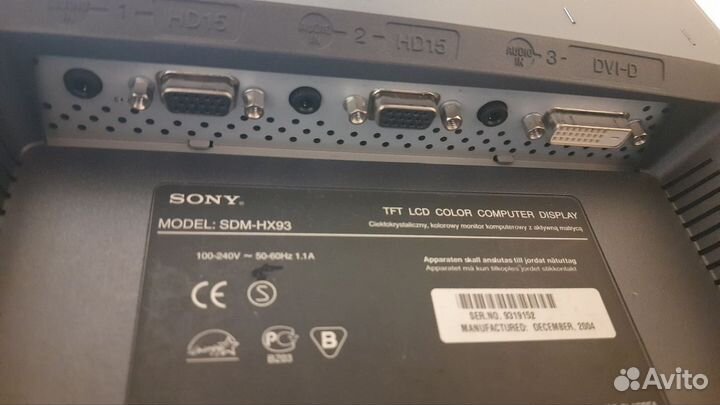 AUDIO IN - 1 - HD15 AUDIO IN - 2 - HD15 AUDIO IN - 3 - DVI-D
SONY®
TFT LCD COLOR COMPUTER DISPLAY
MODEL: SDM-HX93
Ciekłokrystaliczny, kolorowy monitor komputerowy z aktywną matrycą
100-240V ~ 50-60Hz 1.1A
Apparaten skall anslutas till jordat nätuttag
Apparatet må kun tilkoples jordet stikkontakt
CE S
SER.NO. 9319152
MANUFACTURED: DECEMBER, 2004
B
Avito